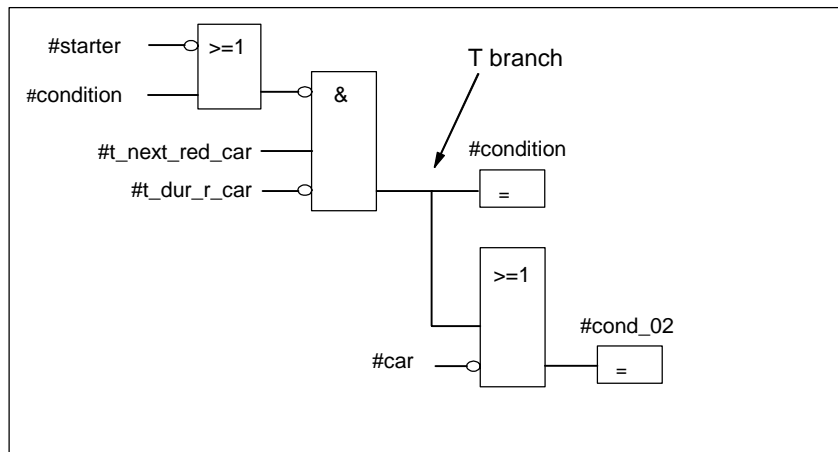 #starter
>=1
#condition
&
T branch
#t_next_red_car
#condition
#t_dur_r_car
=
>=1
#cond_02
#car
=